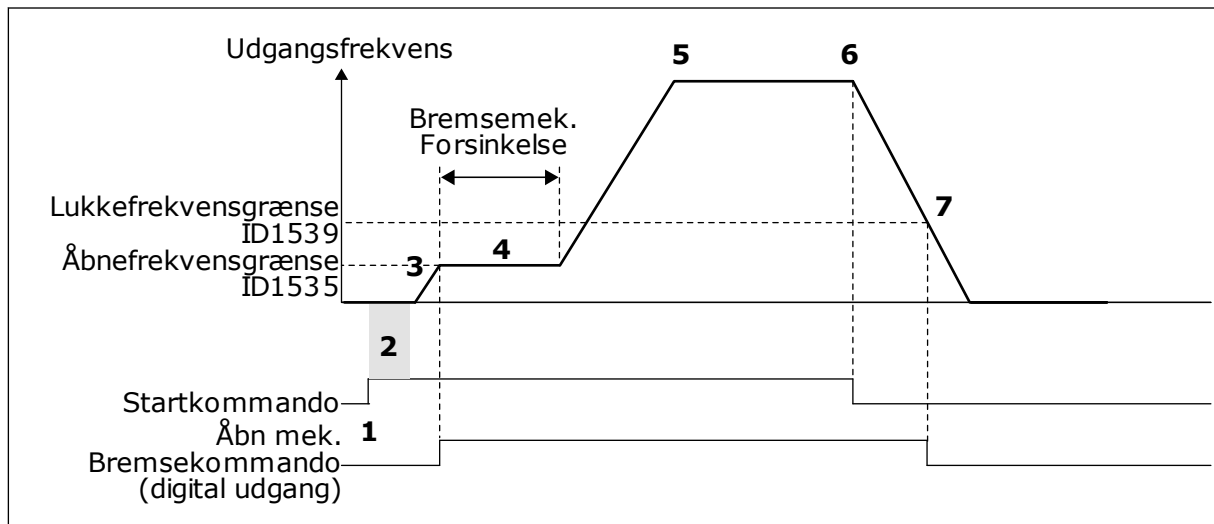 Udgangsfrekvens
5
6
Bremsemek.
Forsinkelse
Lukkefrekvensgrænse
ID1539
7
Åbnefrekvensgrænse
ID1535
3
4
2
Startkommando
1
Åbn mek.
Bremsekommando
(digital udgang)